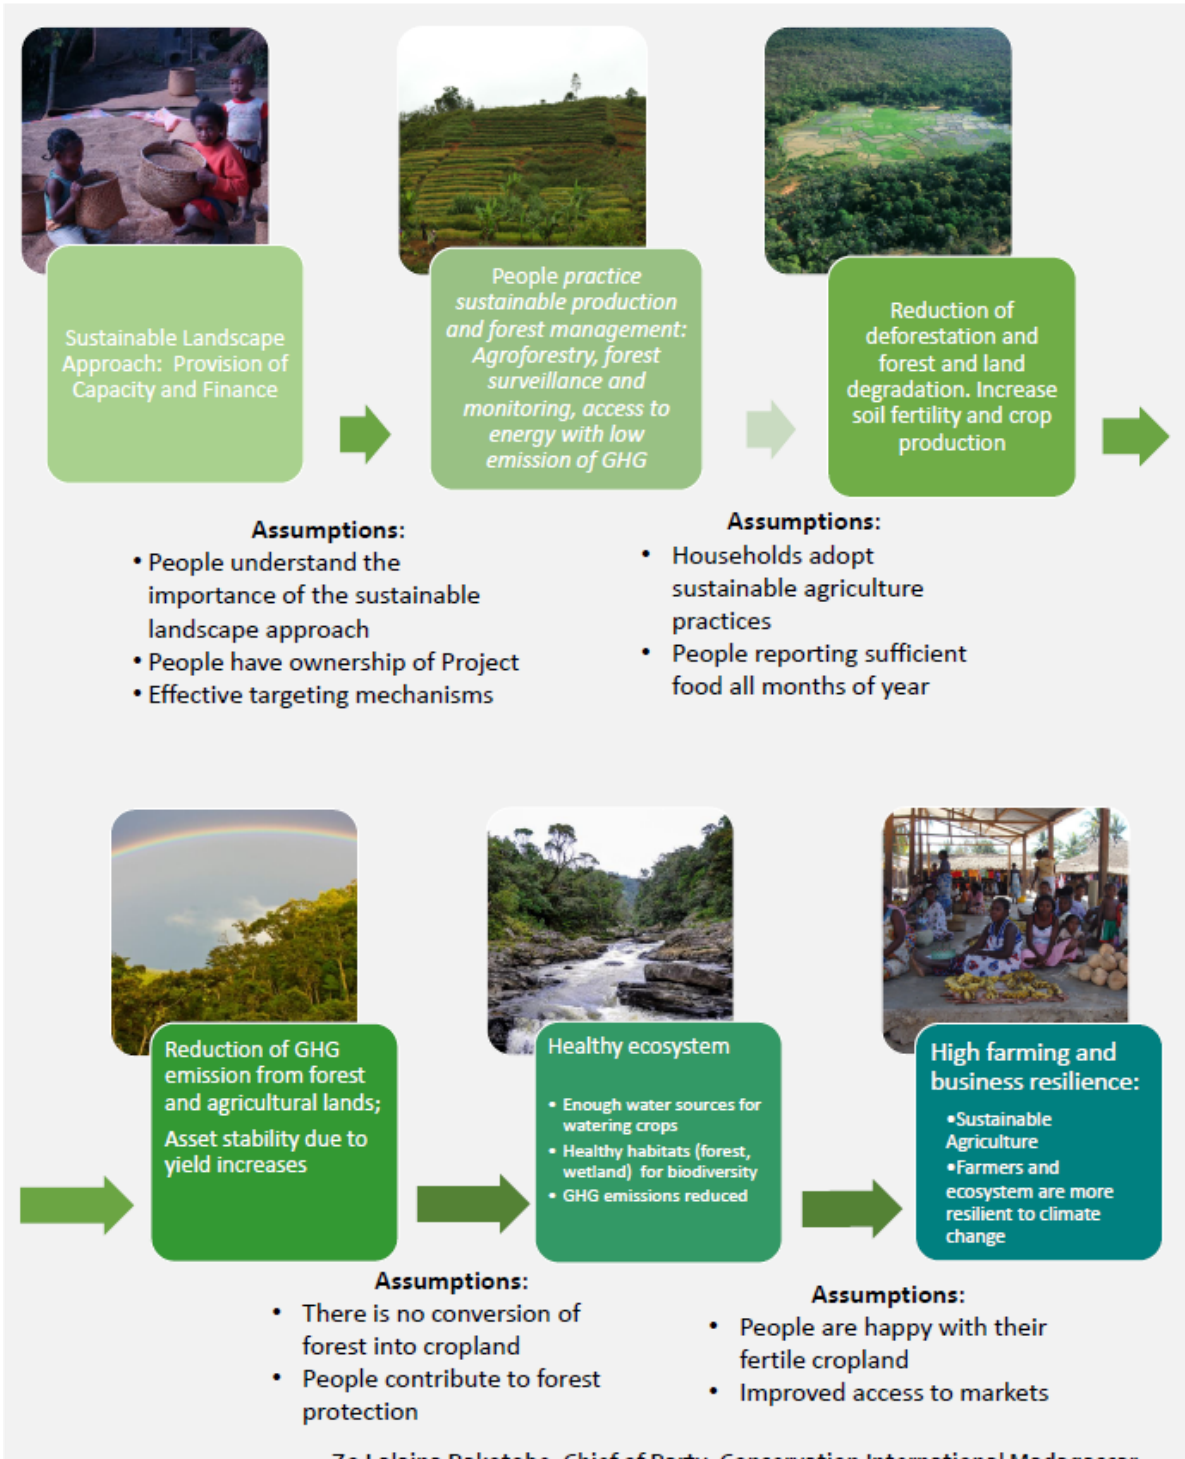 Sustainable Landscape
Approach:  Provision of
Capacity and Finance
People practice
sustainable production
and forest management:
Agroforestry, forest
surveillance and
monitoring, access to
energy with low
emission of GHG
Reduction of
deforestation and
forest and land
degradation. Increase
soil fertility and crop
production
Assumptions:
• People understand the
importance of the sustainable
landscape approach
• People have ownership of Project
• Effective targeting mechanisms
Assumptions:
• Households adopt
sustainable agriculture
practices
• People reporting sufficient
food all months of year
Reduction of GHG
emission from forest
and agricultural lands;
Asset stability due to
yield increases
Healthy ecosystem
• Enough water sources for
watering crops
• Healthy habitats (forest,
wetland)  for biodiversity
• GHG emissions reduced
High farming and
business resilience:
•Sustainable
Agriculture
•Farmers and
ecosystem are more
resilient to climate
change
Assumptions:
• There is no conversion of
forest into cropland
• People contribute to forest
protection
Assumptions:
• People are happy with their
fertile cropland
• Improved access to markets
Chief of Party, Conservation International Madagascar